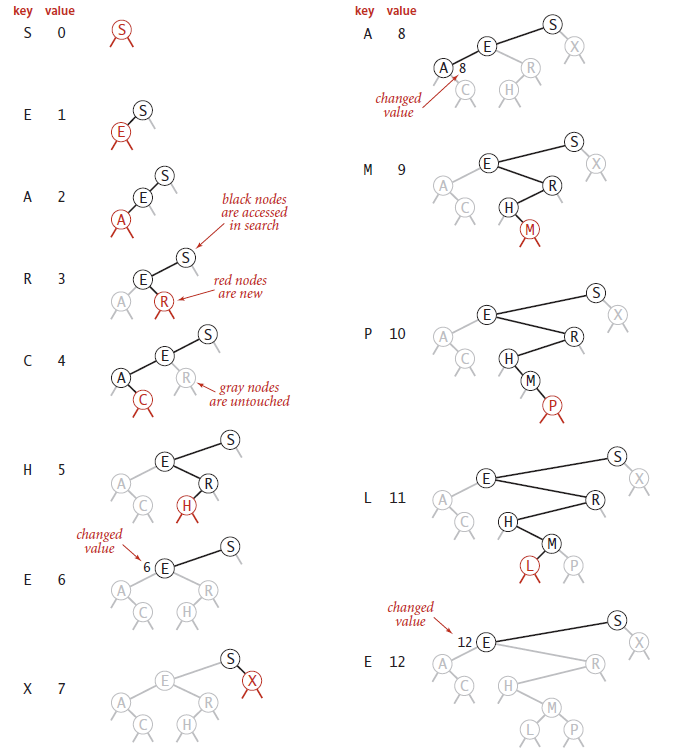 key value
S 0
S
E 1
S
E
A 2
S
E
A
black nodes
are accessed
in search
R 3
S
E
A R
red nodes
are new
C 4
S
E
A R
C
gray nodes
are untouched
H 5
S
E
A R
C H
changed
value
E 6
S
6 E
A R
C H
X 7
S
E X
A R
C H
key value
A 8
S
E X
A 8 R
C H
changed
value
M 9
S
E X
A R
C H
M
P 10
S
E X
A R
C H
M
P
L 11
S
E X
A R
C H
M
L P
changed
value
E 12
S
12 E X
A R
C H
M
L P